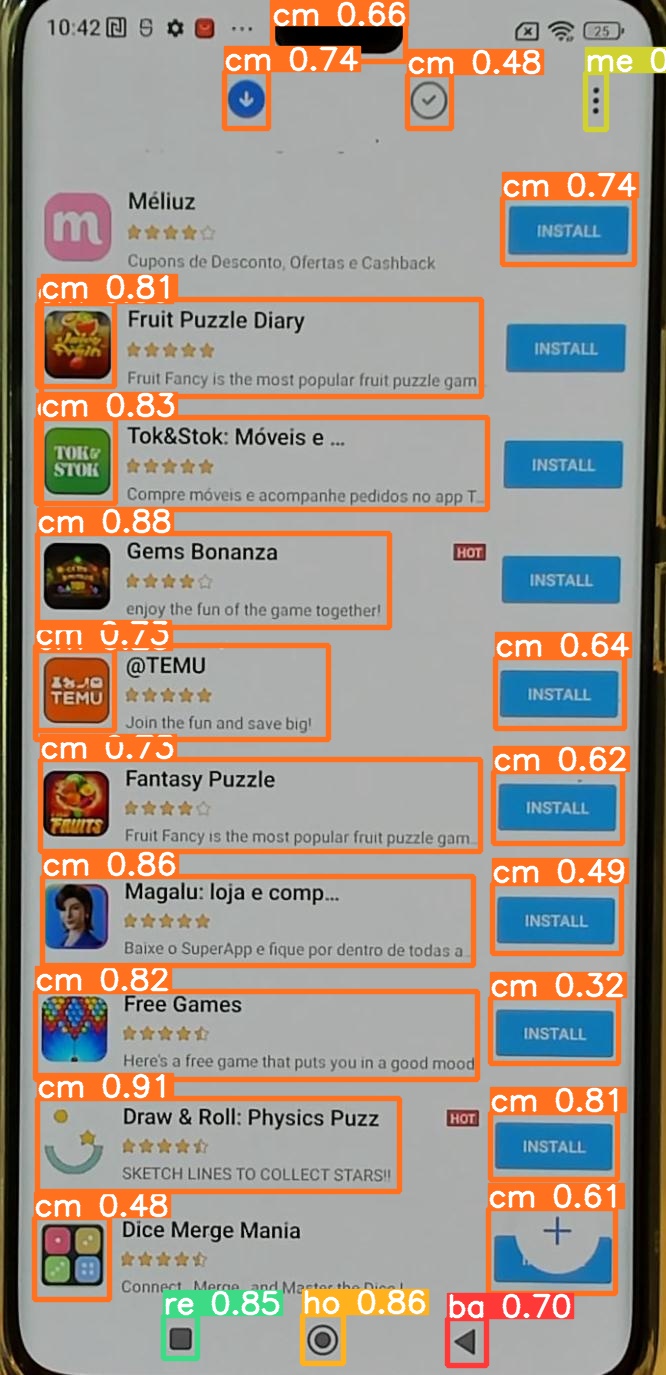 10:42
25
cm 0.66
cm 0.74
cm 0.48
me 0
Méliuz
cm 0.74
INSTALL
Cupons de Desconto, Ofertas e Cashback
cm 0.81
Fruit Puzzle Diary
INSTALL
Fruit Fancy is the most popular fruit puzzle gam
cm 0.83
TOK&
STOK
Tok&Stok: Móveis e ...
INSTALL
Compre móveis e acompanhe pedidos no app T...
cm 0.88
Gems Bonanza
HOT
INSTALL
enjoy the fun of the game together!
cm 0.73
cm 0.64
TEMU
@TEMU
INSTALL
Join the fun and save big!
cm 0.73
cm 0.62
FRUITS
Fantasy Puzzle
INSTALL
Fruit Fancy is the most popular fruit puzzle gam...
cm 0.86
cm 0.49
Magalu: loja e comp...
INSTALL
Baixe o SuperApp e fique por dentro de todas a...
cm 0.82
cm 0.32
Free Games
INSTALL
Here's a free game that puts you in a good mood
cm 0.91
cm 0.81
Draw & Roll: Physics Puzz
HOT
INSTALL
SKETCH LINES TO COLLECT STARS!!
cm 0.48
cm 0.61
Dice Merge Mania
Connect, Merge, and Master the Dice !
re 0.85
ho 0.86
ba 0.70